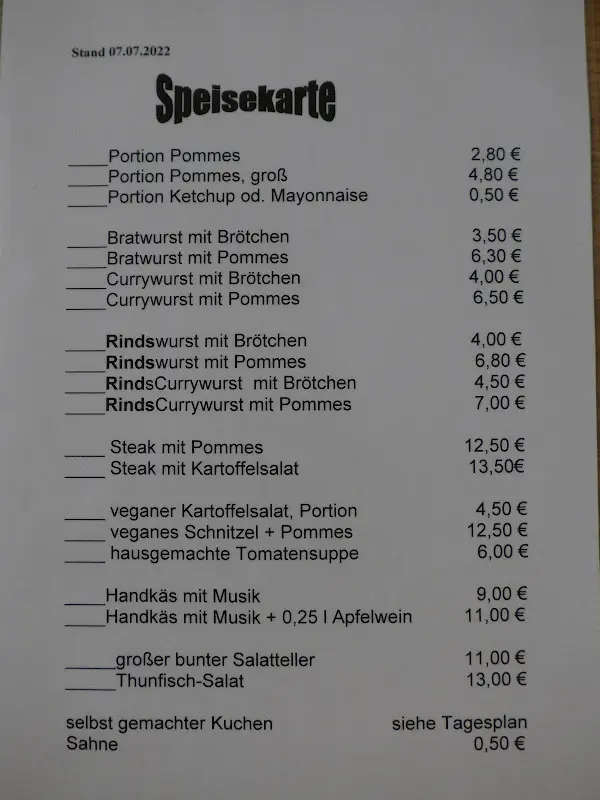 Stand 07.07.2022
Speisekarte
____Portion Pommes 2,80 €
____Portion Pommes, groß 4,80 €
____Portion Ketchup od. Mayonnaise 0,50 €
____Bratwurst mit Brötchen 3,50 €
____Bratwurst mit Pommes 6,30 €
____Currywurst mit Brötchen 4,00 €
____Currywurst mit Pommes 6,50 €
____Rindswurst mit Brötchen 4,00 €
____Rindswurst mit Pommes 6,80 €
____RindsCurrywurst mit Brötchen 4,50 €
____RindsCurrywurst mit Pommes 7,00 €
____ Steak mit Pommes 12,50 €
____ Steak mit Kartoffelsalat 13,50€
____ veganer Kartoffelsalat, Portion 4,50 €
____ veganes Schnitzel + Pommes 12,50 €
____ hausgemachte Tomatensuppe 6,00 €
____Handkäs mit Musik 9,00 €
____Handkäs mit Musik + 0,25 l Apfelwein 11,00 €
_____großer bunter Salatteller 11,00 €
_____Thunfisch-Salat 13,00 €
selbst gemachter Kuchen siehe Tagesplan
Sahne 0,50 €